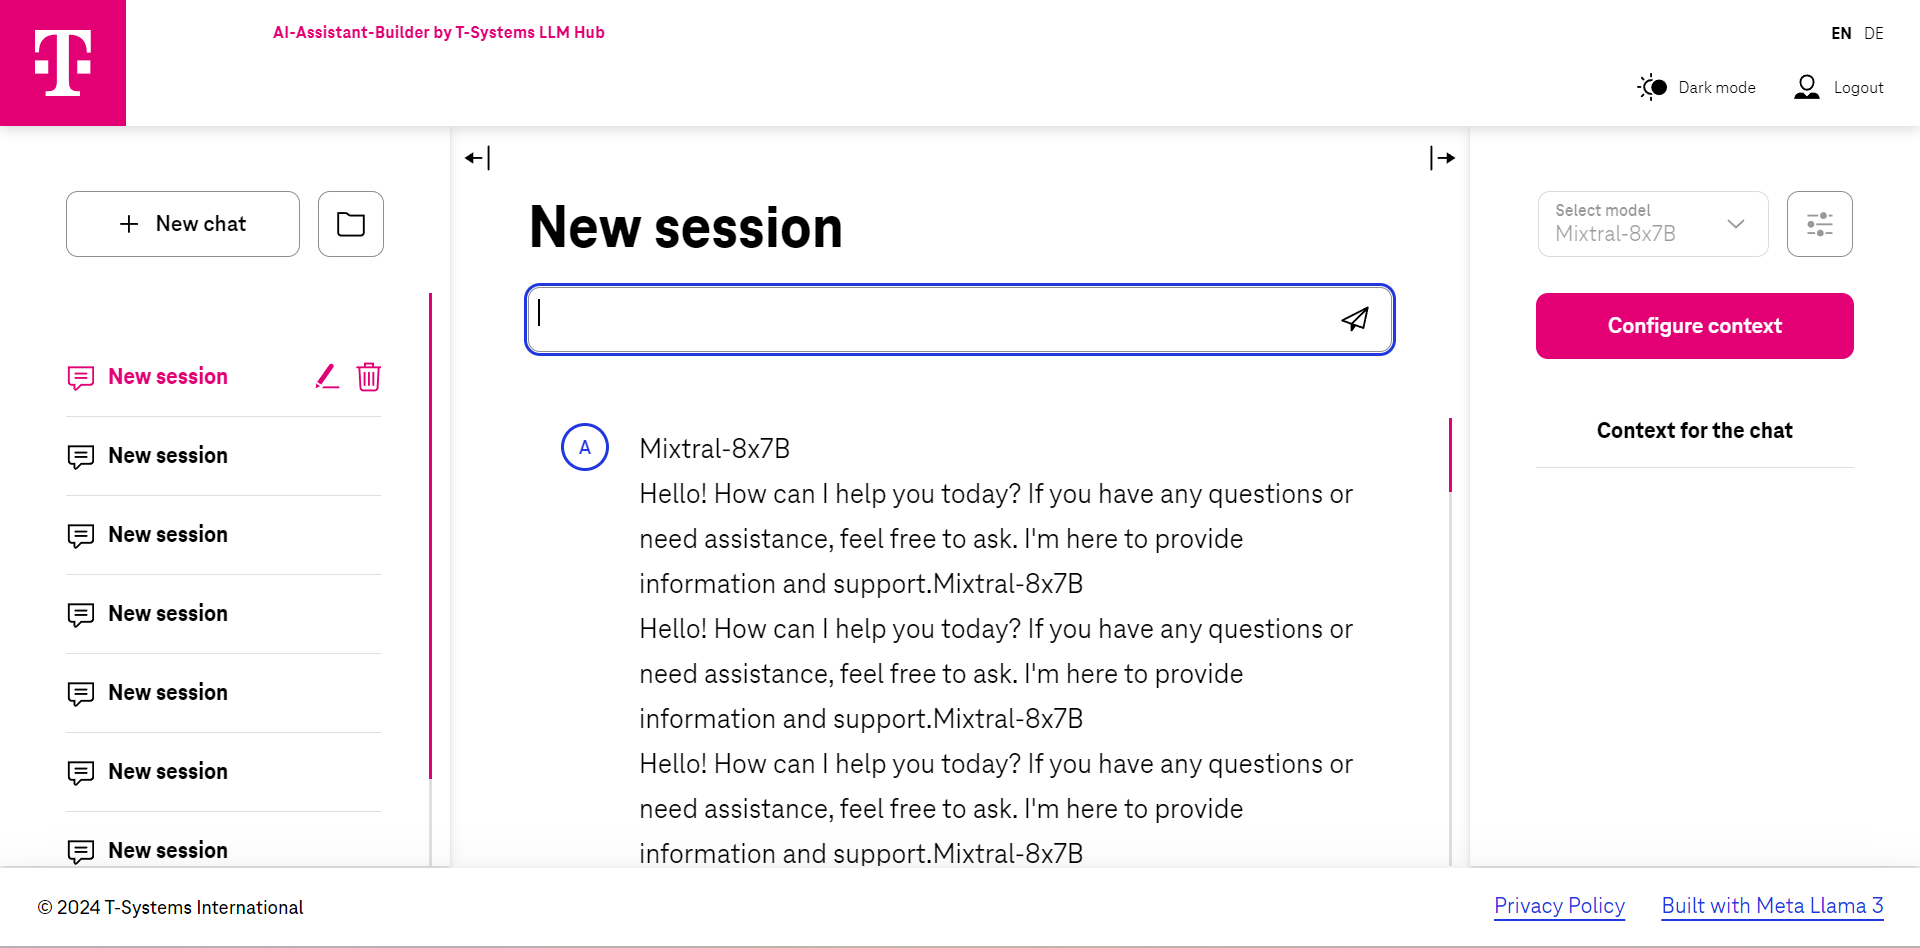 AI-Assistant-Builder by T-Systems LLM Hub
EN DE
Dark mode Logout
New chat
New session
New session
New session
New session
New session
New session
New session
New session
A
Mixtral-8x7B
Hello! How can I help you today? If you have any questions or
need assistance, feel free to ask. I'm here to provide
information and support.Mixtral-8x7B
Hello! How can I help you today? If you have any questions or
need assistance, feel free to ask. I'm here to provide
information and support.Mixtral-8x7B
Hello! How can I help you today? If you have any questions or
need assistance, feel free to ask. I'm here to provide
information and support.Mixtral-8x7B
Select model
Mixtral-8x7B
Configure context
Context for the chat
© 2024 T-Systems International
Privacy Policy Built with Meta Llama 3